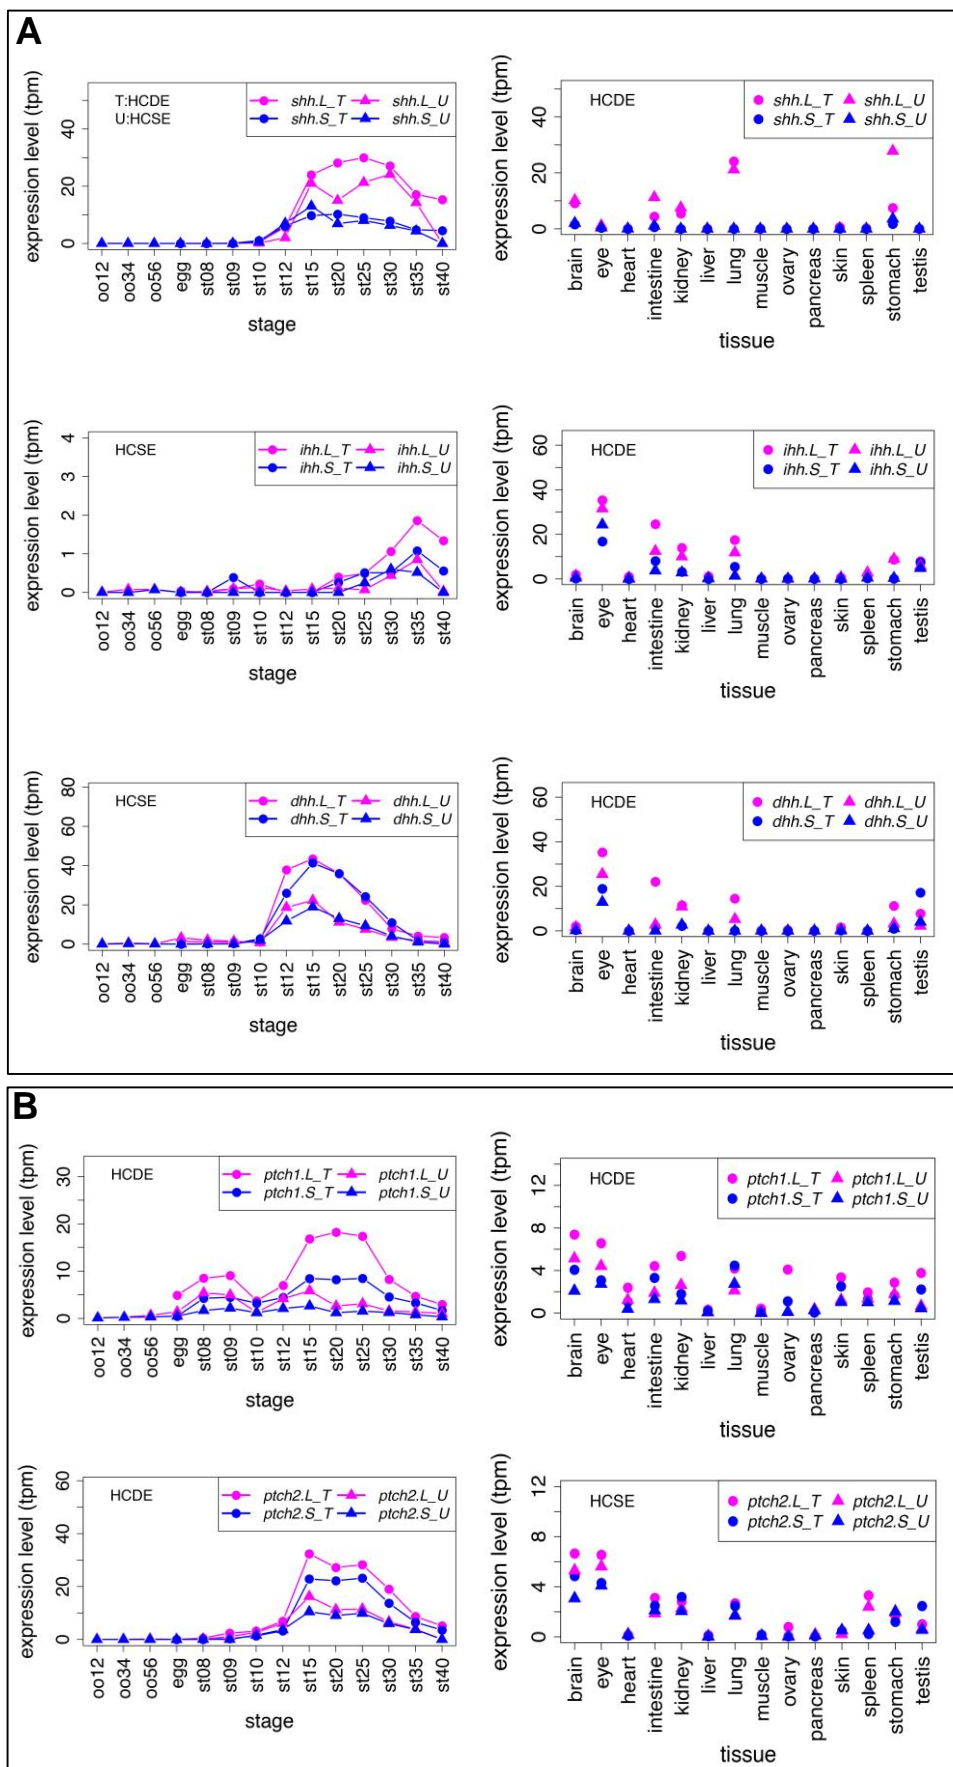 A
expression level (tpm)
0 20 40
T:HCDE
U:HCSE
shh.L_T shh.L_U
shh.S_T shh.S_U
oo12 oo34 oo56 egg st08 st09 st10 st12 st15 st20 st25 st30 st35 st40
stage
expression level (tpm)
0 20 40
HCDE
shh.L_T shh.L_U
shh.S_T shh.S_U
brain eye heart intestine kidney liver lung muscle ovary pancreas skin spleen stomach testis
tissue
expression level (tpm)
0 1 2 3 4
HCSE
ihh.L_T ihh.L_U
ihh.S_T ihh.S_U
oo12 oo34 oo56 egg st08 st09 st10 st12 st15 st20 st25 st30 st35 st40
stage
expression level (tpm)
0 20 40 60
HCDE
ihh.L_T ihh.L_U
ihh.S_T ihh.S_U
brain eye heart intestine kidney liver lung muscle ovary pancreas skin spleen stomach testis
tissue
expression level (tpm)
0 20 40 60 80
HCSE
dhh.L_T dhh.L_U
dhh.S_T dhh.S_U
oo12 oo34 oo56 egg st08 st09 st10 st12 st15 st20 st25 st30 st35 st40
stage
expression level (tpm)
0 20 40 60
HCDE
dhh.L_T dhh.L_U
dhh.S_T dhh.S_U
brain eye heart intestine kidney liver lung muscle ovary pancreas skin spleen stomach testis
tissue
B
expression level (tpm)
0 10 20 30
HCDE
ptch1.L_T ptch1.L_U
ptch1.S_T ptch1.S_U
oo12 oo34 oo56 egg st08 st09 st10 st12 st15 st20 st25 st30 st35 st40
stage
expression level (tpm)
0 4 8 12
HCDE
ptch1.L_T ptch1.L_U
ptch1.S_T ptch1.S_U
brain eye heart intestine kidney liver lung muscle ovary pancreas skin spleen stomach testis
tissue
expression level (tpm)
0 20 40 60
HCDE
ptch2.L_T ptch2.L_U
ptch2.S_T ptch2.S_U
oo12 oo34 oo56 egg st08 st09 st10 st12 st15 st20 st25 st30 st35 st40
stage
expression level (tpm)
0 4 8 12
HCSE
ptch2.L_T ptch2.L_U
ptch2.S_T ptch2.S_U
brain eye heart intestine kidney liver lung muscle ovary pancreas skin spleen stomach testis
tissue